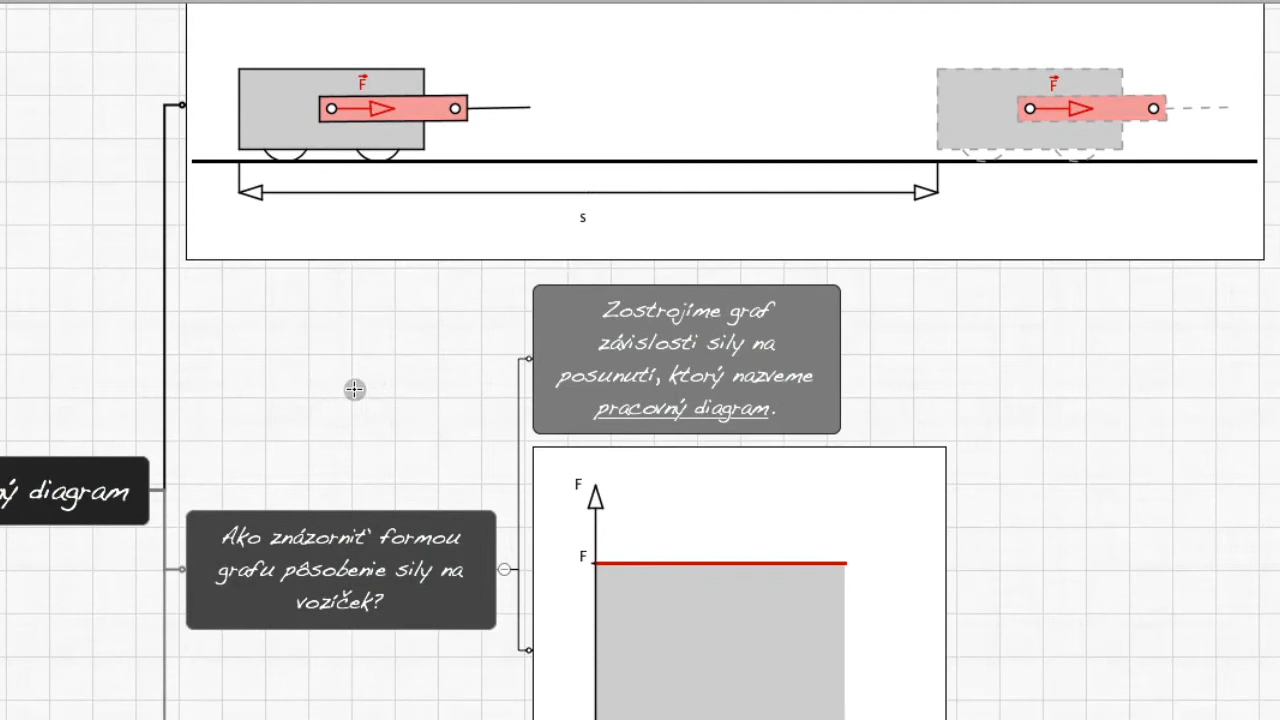 F
F
s
Zostrojíme graf
závislosti sily na
posunutí, ktorý nazveme
pracovný diagram.
ný diagram
Ako znázorniť formou
grafu pôsobenie sily na
vozíček?
F
F